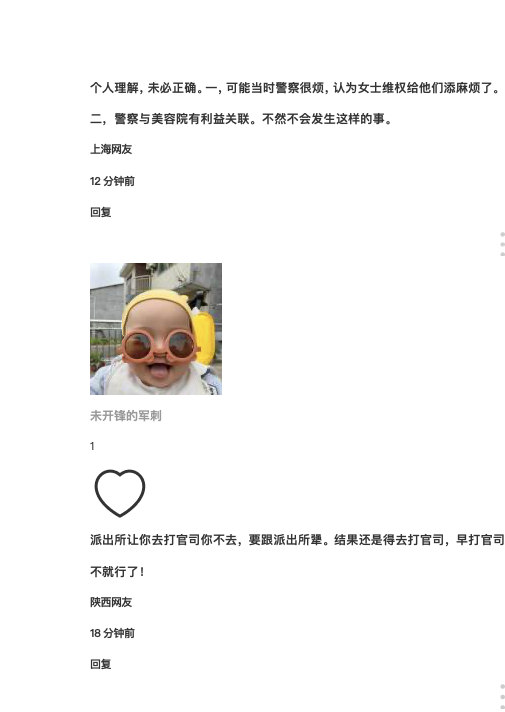 个人理解，未必正确。一，可能当时警察很烦，认为女士维权给他们添麻烦了。
二，警察与美容院有利益关联。不然不会发生这样的事。
上海网友
12 分钟前
回复
未开锋的军刺
1
派出所让你去打官司你不去，要跟派出所犟。结果还是得去打官司，早打官司
不就行了！
陕西网友
18 分钟前
回复